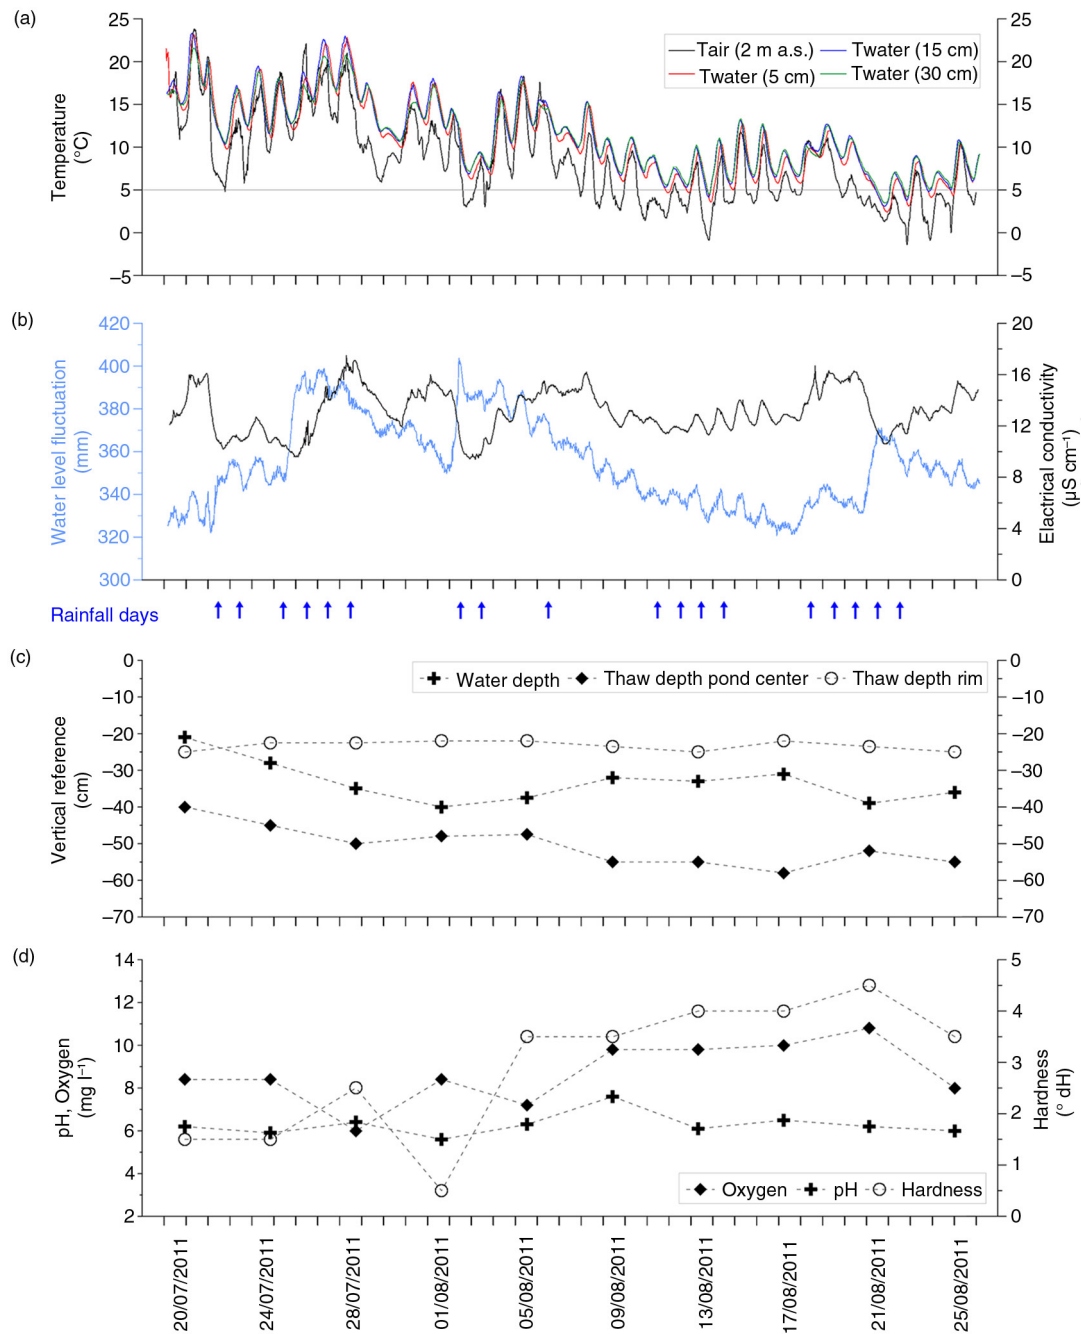 (a)
25
20
15
10
5
0
–5
Temperature
(°C)
Tair (2 m a.s.)
Twater (15 cm)
Twater (5 cm)
Twater (30 cm)
25
20
15
10
5
0
–5
(b)
420
400
380
360
340
320
300
Water level fluctuation
(mm)
20
16
12
8
4
0
Electrical conductivity
(µS cm⁻¹)
Rainfall days
(c)
0
–10
–20
–30
–40
–50
–60
–70
Vertical reference
(cm)
Water depth
Thaw depth pond center
Thaw depth rim
0
–10
–20
–30
–40
–50
–60
–70
(d)
14
12
10
8
6
4
2
pH, Oxygen
(mg l⁻¹)
5
4
3
2
1
0
Hardness
(° dH)
Oxygen
pH
Hardness
20/07/2011
24/07/2011
28/07/2011
01/08/2011
05/08/2011
09/08/2011
13/08/2011
17/08/2011
21/08/2011
25/08/2011